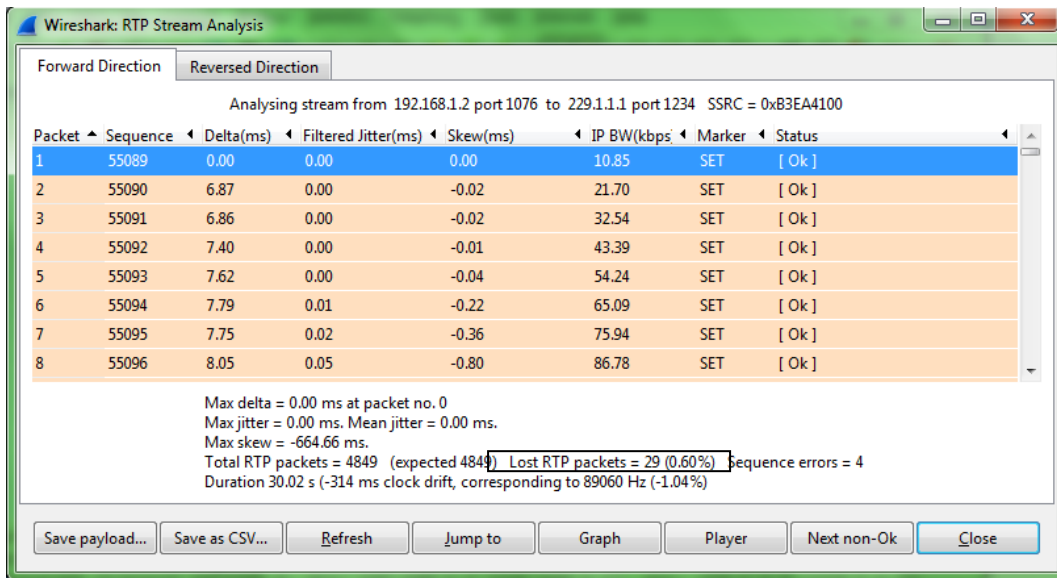 Wireshark: RTP Stream Analysis
Forward Direction Reversed Direction
Analysing stream from 192.168.1.2 port 1076 to 229.1.1.1 port 1234 SSRC = 0xB3EA4100
Packet Sequence Delta(ms) Filtered Jitter(ms) Skew(ms) IP BW(kbps) Marker Status
1 55089 0.00 0.00 0.00 10.85 SET [ Ok ]
2 55090 6.87 0.00 -0.02 21.70 SET [ Ok ]
3 55091 6.86 0.00 -0.02 32.54 SET [ Ok ]
4 55092 7.40 0.00 -0.01 43.39 SET [ Ok ]
5 55093 7.62 0.00 -0.04 54.24 SET [ Ok ]
6 55094 7.79 0.01 -0.22 65.09 SET [ Ok ]
7 55095 7.75 0.02 -0.36 75.94 SET [ Ok ]
8 55096 8.05 0.05 -0.80 86.78 SET [ Ok ]
Max delta = 0.00 ms at packet no. 0
Max jitter = 0.00 ms. Mean jitter = 0.00 ms.
Max skew = -664.66 ms.
Total RTP packets = 4849 (expected 4849) Lost RTP packets = 29 (0.60%) Sequence errors = 4
Duration 30.02 s (-314 ms clock drift, corresponding to 89060 Hz (-1.04%)
Save payload... Save as CSV... Refresh Jump to Graph Player Next non-Ok Close